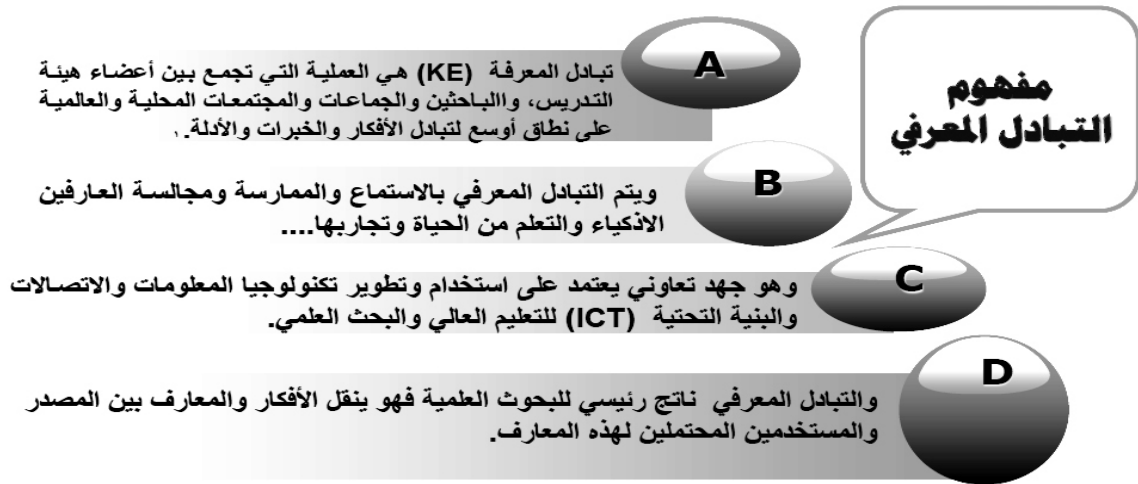 مفهوم
التبادل المعرفي
A
تبادل المعرفة (KE) هي العملية التي تجمع بين أعضاء هيئة
التدريس، واالباحثين والجماعات والمجتمعات المحلية والعالمية
على نطاق أوسع لتبادل الأفكار والخبرات والأدلة.
B
ويتم التبادل المعرفي بالاستماع والممارسة ومجالسة العارفين
الاذكياء والتعلم من الحياة وتجاربها....
C
وهو جهد تعاوني يعتمد على استخدام وتطوير تكنولوجيا المعلومات والاتصالات
والبنية التحتية (ICT) للتعليم العالي والبحث العلمي.
D
والتبادل المعرفي ناتج رئيسي للبحوث العلمية فهو ينقل الأفكار والمعارف بين المصدر
والمستخدمين المحتملين لهذه المعارف.